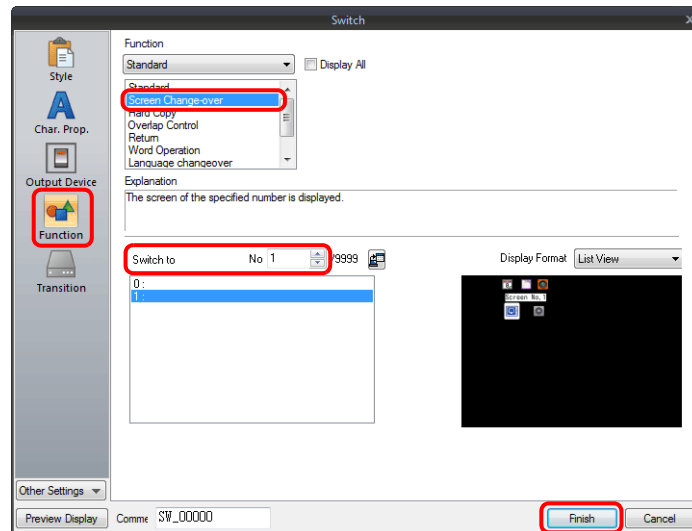 Switch
Style
Char. Prop.
Output Device
Function
Transition
Other Settings
Preview Display
Function
Standard
Display All
Standard
Screen Change-over
Hard Copy
Overlap Control
Return
Word Operation
Language changeover
Explanation
The screen of the specified number is displayed.
Switch to No 1 /9999
Display Format List View
0 :
1 :
Screen No.1
Comme SW_00000
Finish Cancel